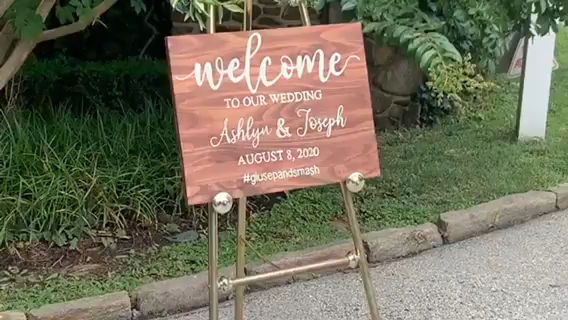 welcome
TO OUR WEDDING
Ashlyn & Joseph
AUGUST 8, 2020
#giusepandsmash